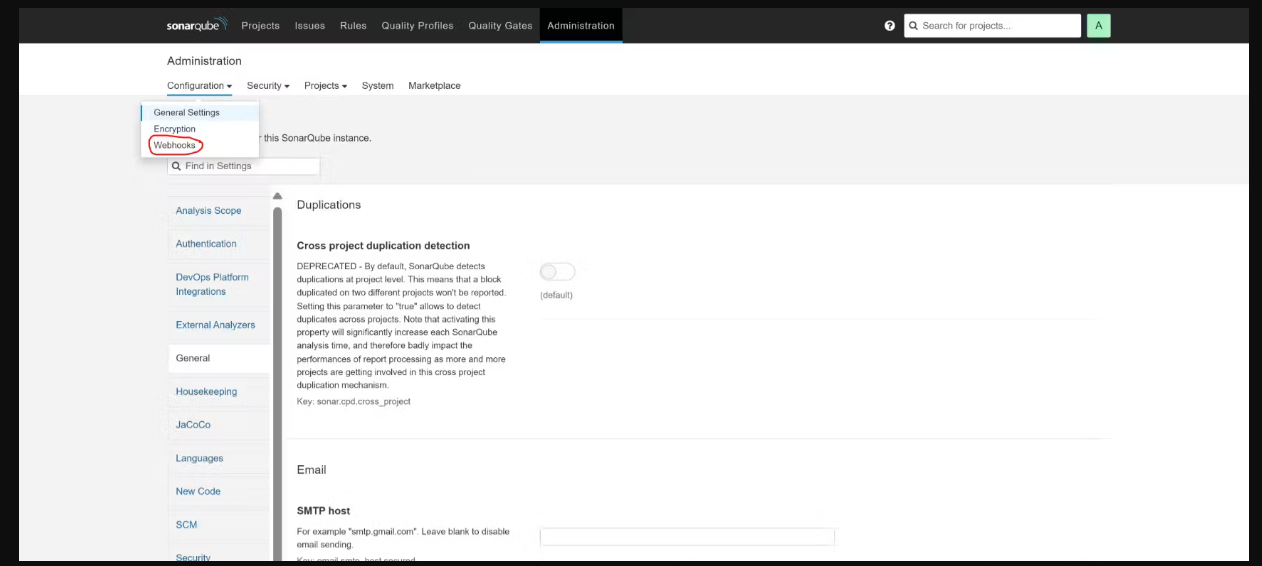 sonarqube Projects Issues Rules Quality Profiles Quality Gates Administration Search for projects... A
Administration
Configuration Security Projects System Marketplace
General Settings
Encryption
Webhooks
this SonarQube instance.
Find in Settings
Analysis Scope
Authentication
DevOps Platform
Integrations
External Analyzers
General
Housekeeping
JaCoCo
Languages
New Code
SCM
Security
Duplications
Cross project duplication detection
DEPRECATED - By default, SonarQube detects
duplications at project level. This means that a block
duplicated on two different projects won't be reported.
Setting this parameter to "true" allows to detect
duplicates across projects. Note that activating this
property will significantly increase each SonarQube
analysis time, and therefore badly impact the
performances of report processing as more and more
projects are getting involved in this cross project
duplication mechanism.
Key: sonar.cpd.cross_project
(default)
Email
SMTP host
For example "smtp.gmail.com". Leave blank to disable
email sending.
Key: email.smtp_host.secured